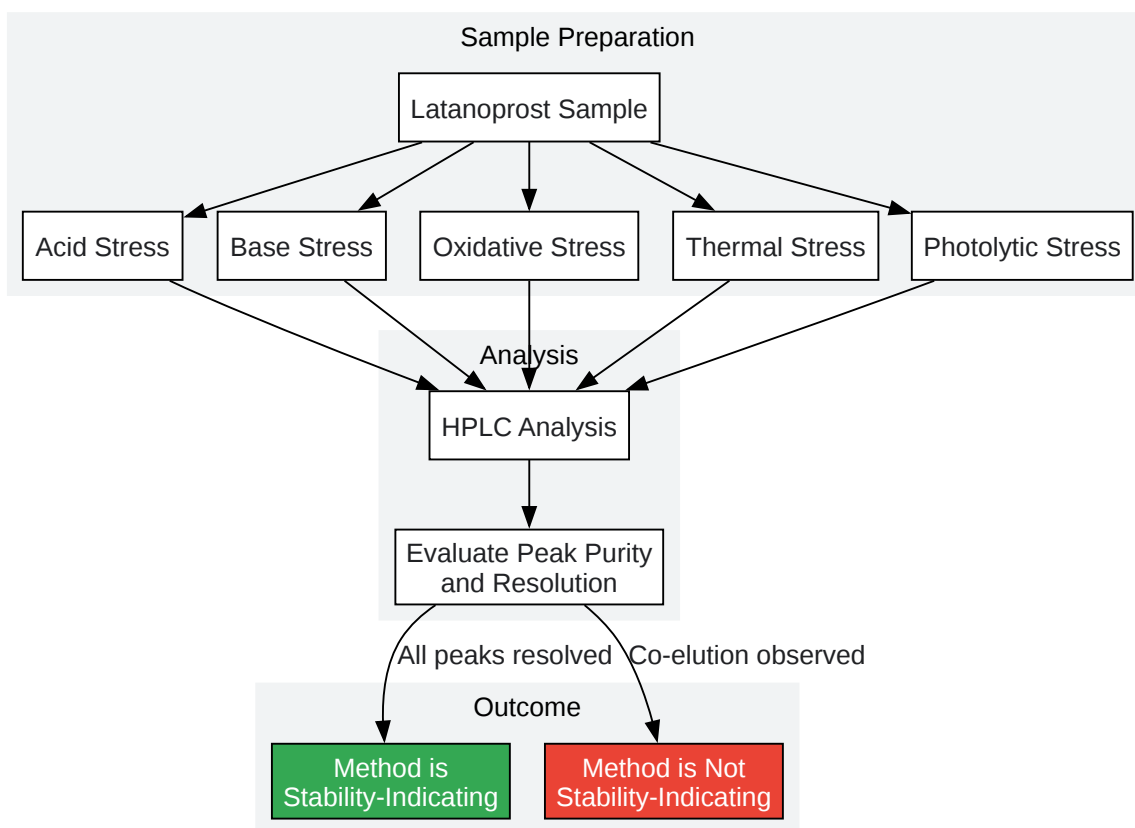 Sample Preparation
Latanoprost Sample
Acid Stress
Base Stress
Oxidative Stress
Thermal Stress
Photolytic Stress
Analysis
HPLC Analysis
Evaluate Peak Purity
and Resolution
All peaks resolved
Co-elution observed
Outcome
Method is
Stability-Indicating
Method is Not
Stability-Indicating